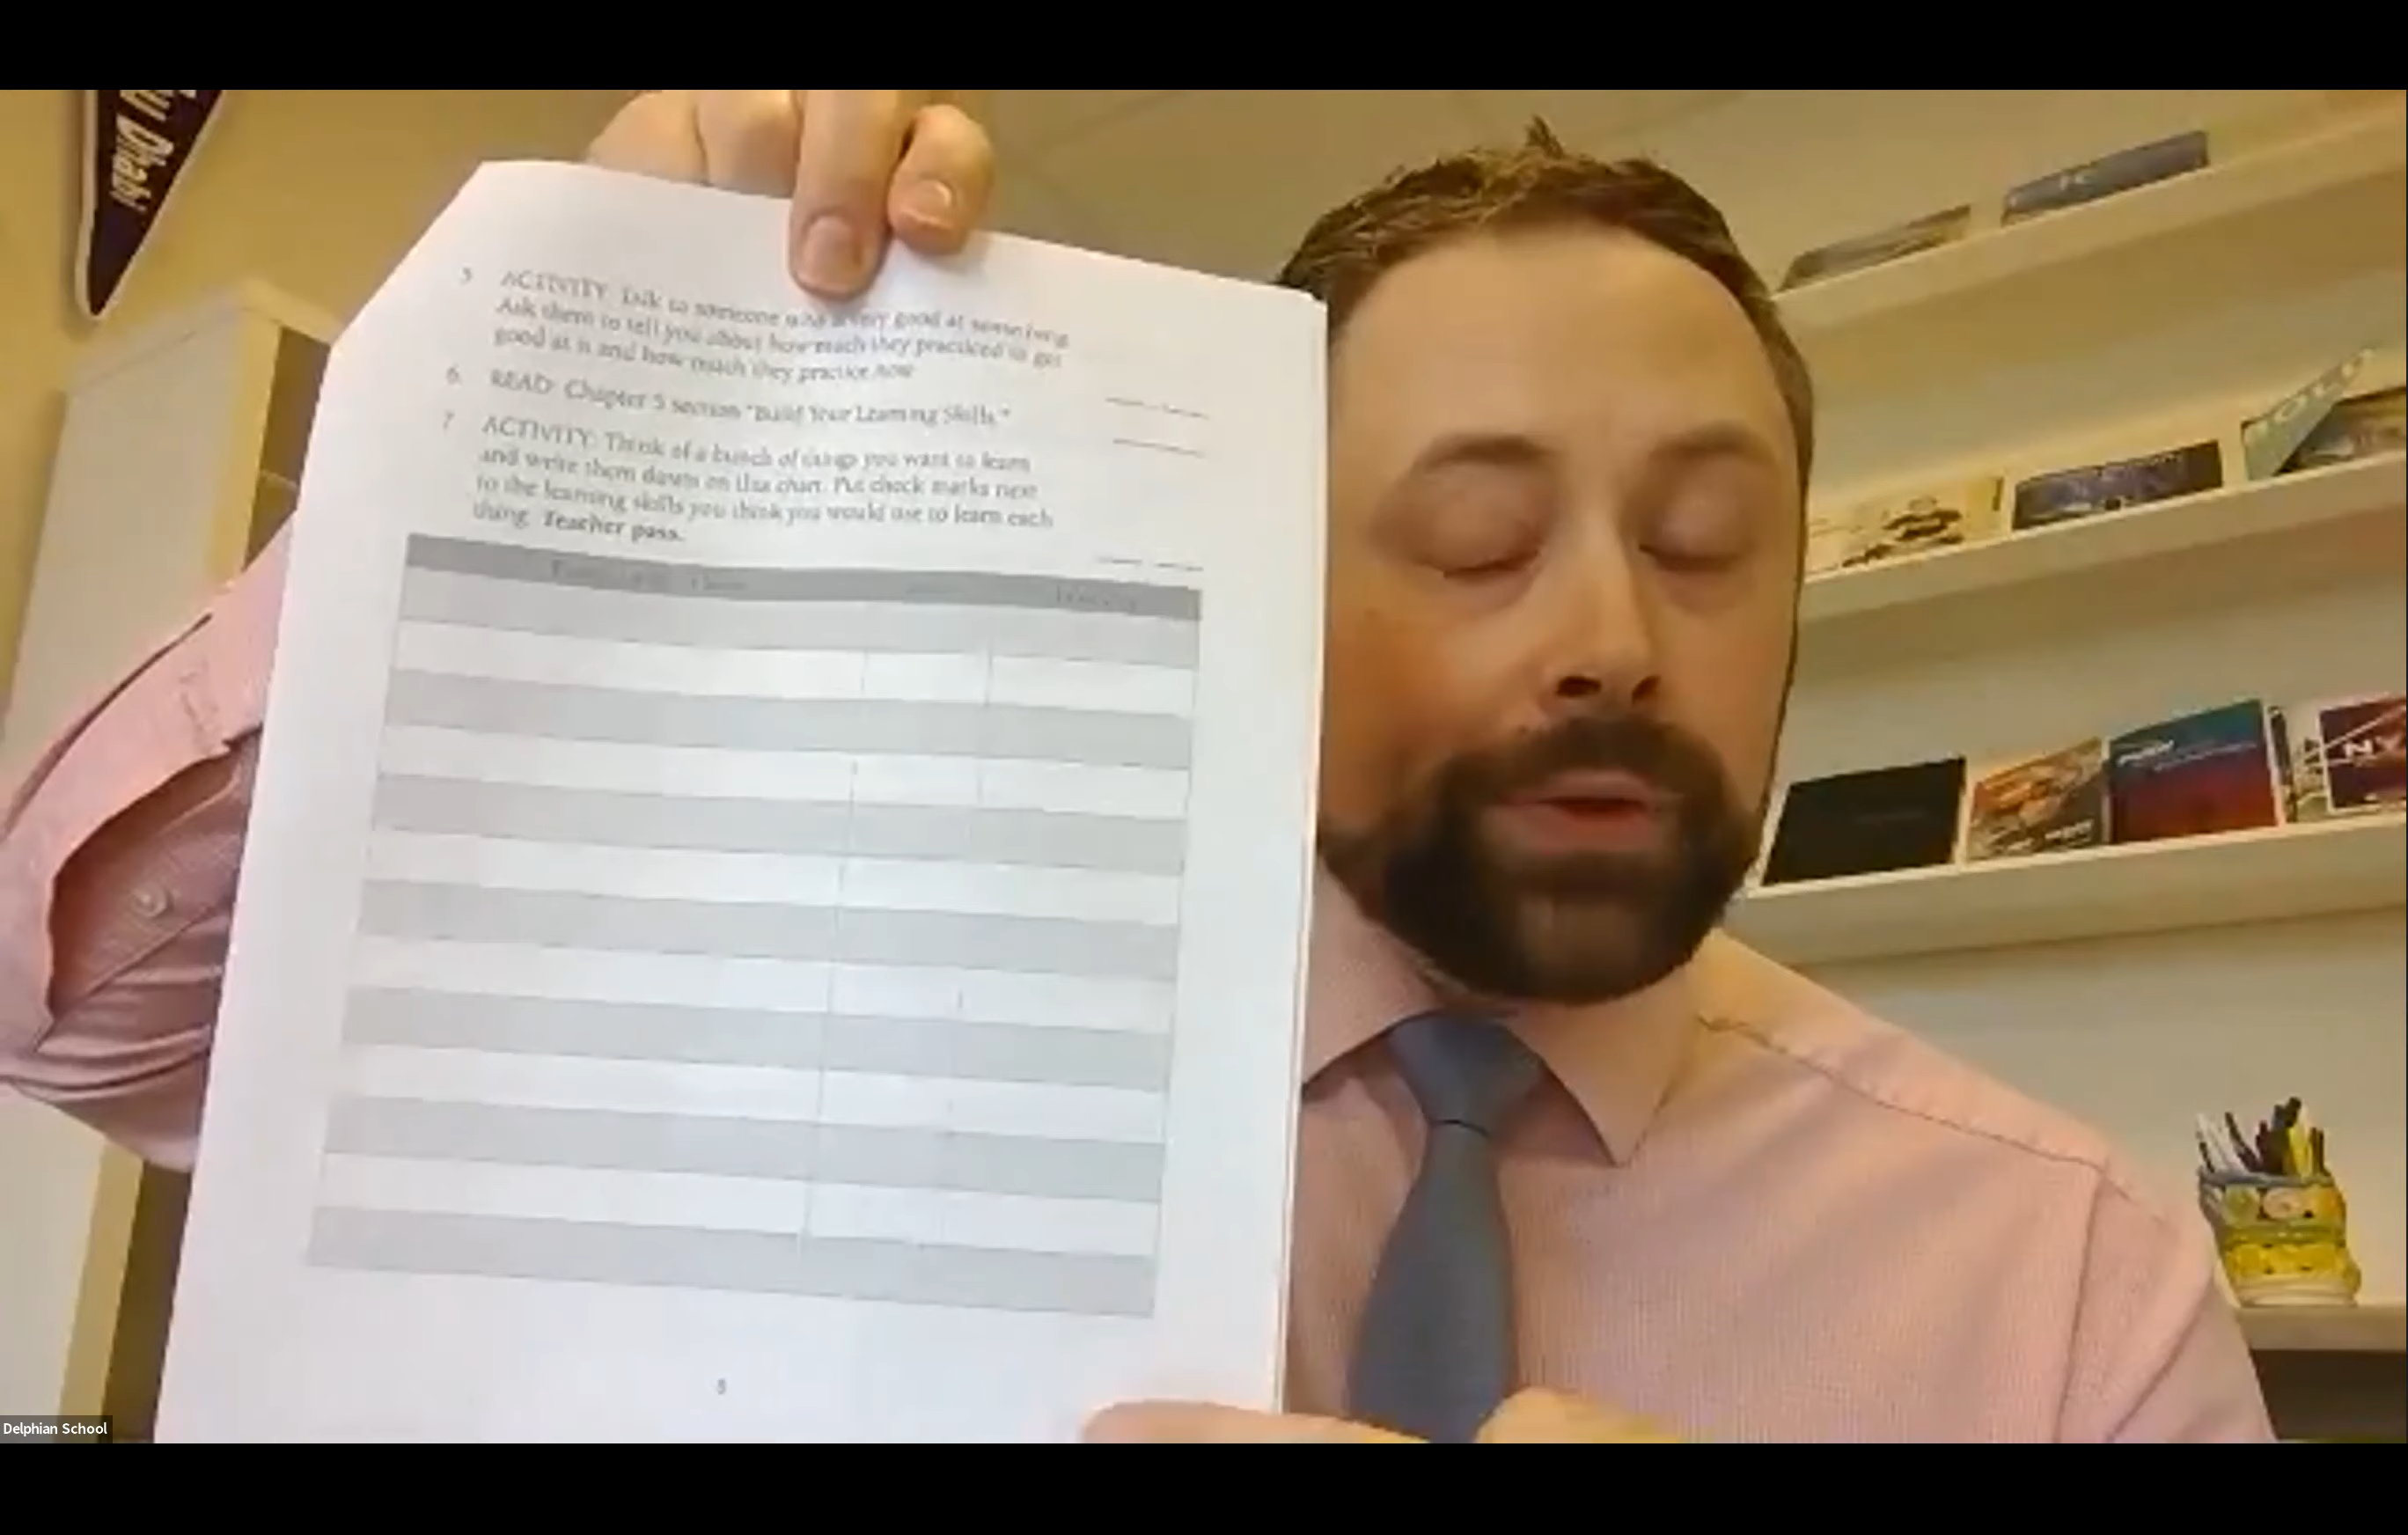 Dhabi
5 ACTIVITY: Talk to someone who is very good at something.
Ask them to tell you about how much they practiced to get
good at it and how much they practice now.
6. READ: Chapter 5 section "Build Your Learning Skills."
7. ACTIVITY: Think of a bunch of things you want to learn
and write them down on this chart. Put check marks next
to the learning skills you think you would use to learn each
thing. Teacher pass.
8
Delphian School